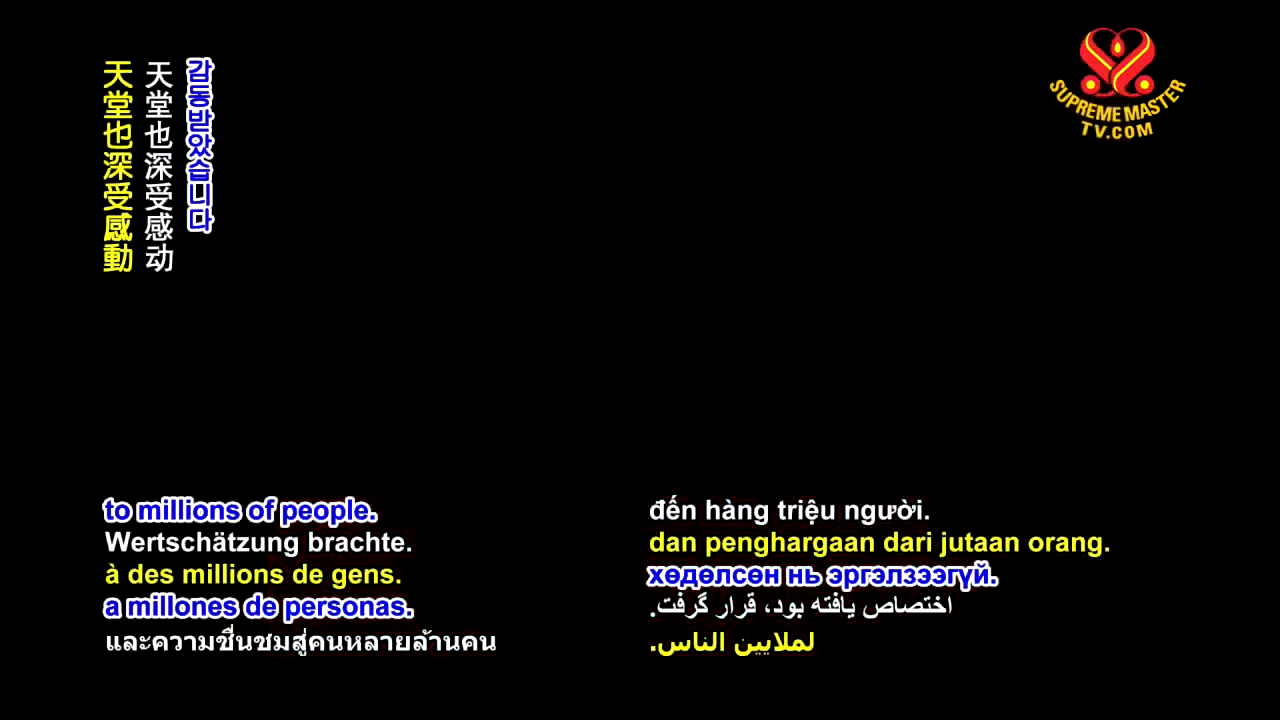 天堂也深受感動
天堂也深受感动
감동받았습니다
SUPREME MASTER
TV.COM
to millions of people.
Wertschätzung brachte.
à des millions de gens.
a millones de personas.
และความชื่นชมสู่คนหลายล้านคน
đến hàng triệu người.
dan penghargaan dari jutaan orang.
хөдөлсөн нь эргэлзээгүй.
اختصاص یافته بود، قرار گرفت.
لملايين الناس.